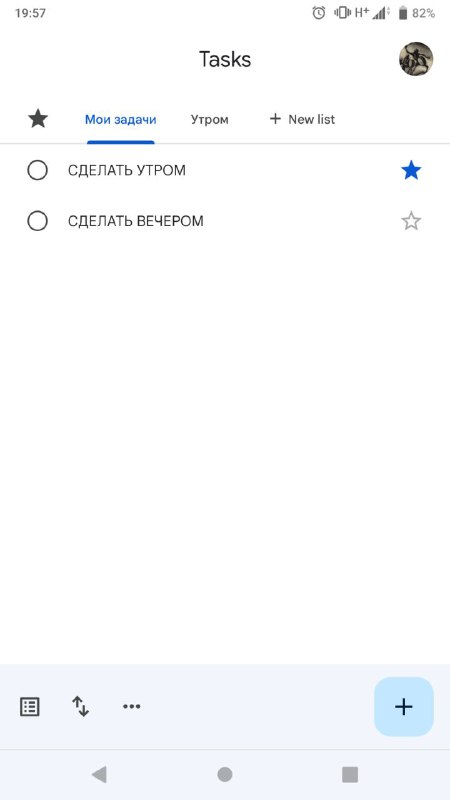 19:57
H+
82%
Tasks
Мои задачи
Утром
+ New list
СДЕЛАТЬ УТРОМ
СДЕЛАТЬ ВЕЧЕРОМ